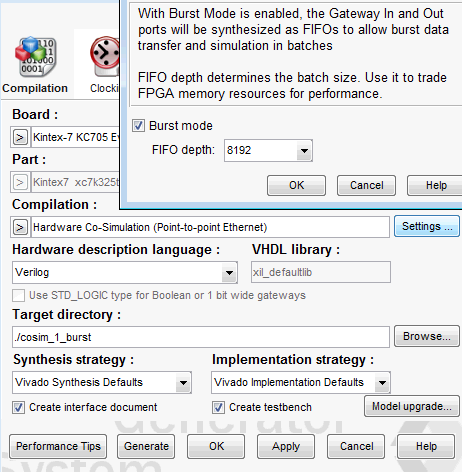 With Burst Mode is enabled, the Gateway In and Out
ports will be synthesized as FIFOs to allow burst data
transfer and simulation in batches
FIFO depth determines the batch size. Use it to trade
FPGA memory resources for performance.
Burst mode
FIFO depth: 8192
OK Cancel Help
Compilation
Board :
> Kintex-7 KC705
Part :
> Kintex7 xc7k325t
Compilation :
> Hardware Co-Simulation (Point-to-point Ethernet) Settings ...
Hardware description language : VHDL library :
Verilog xil_defaultlib
Use STD_LOGIC type for Boolean or 1 bit wide gateways
Target directory :
./cosim_1_burst Browse...
Synthesis strategy : Implementation strategy :
Vivado Synthesis Defaults Vivado Implementation Defaults
Create interface document Create testbench Model upgrade...
Generator
Performance Tips Generate OK Apply Cancel Help
System